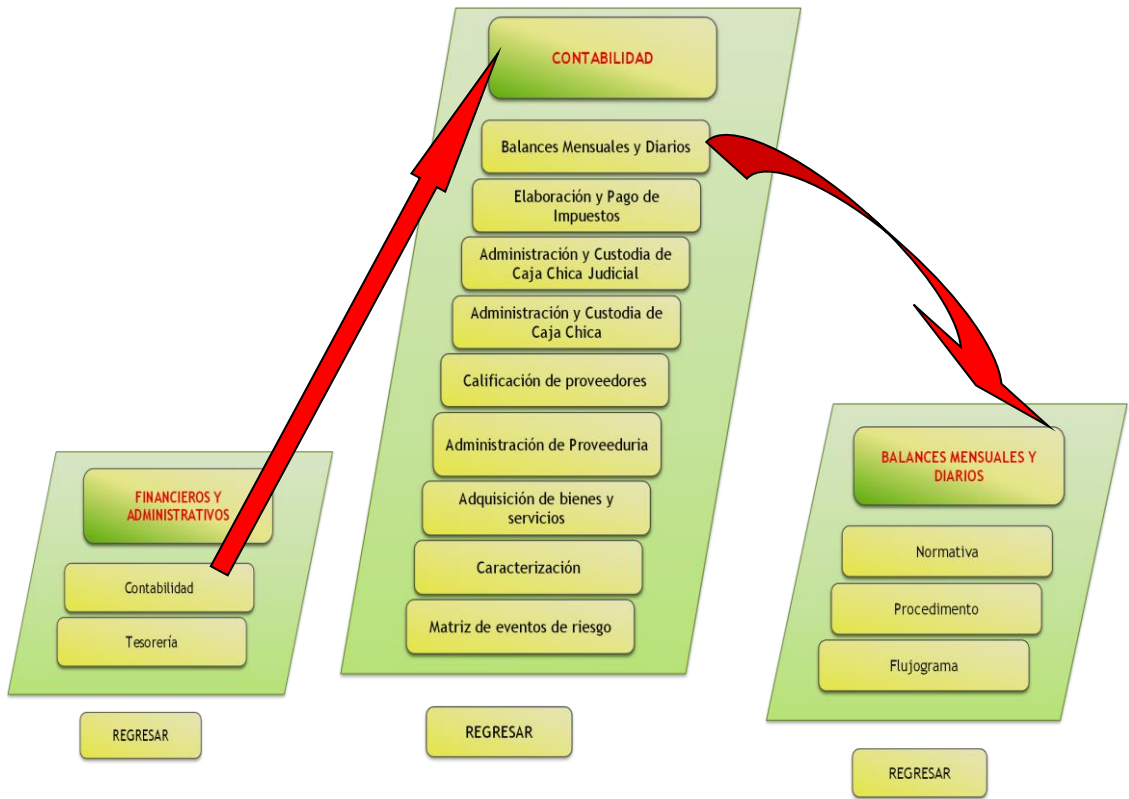 FINANCIEROS Y
ADMINISTRATIVOS
Contabilidad
Tesorería
REGRESAR
CONTABILIDAD
Balances Mensuales y Diarios
Elaboración y Pago de
Impuestos
Administración y Custodia de
Caja Chica Judicial
Administración y Custodia de
Caja Chica
Calificación de proveedores
Administración de Proveeduria
Adquisición de bienes y
servicios
Caracterización
Matriz de eventos de riesgo
REGRESAR
BALANCES MENSUALES Y
DIARIOS
Normativa
Procedimento
Flujograma
REGRESAR